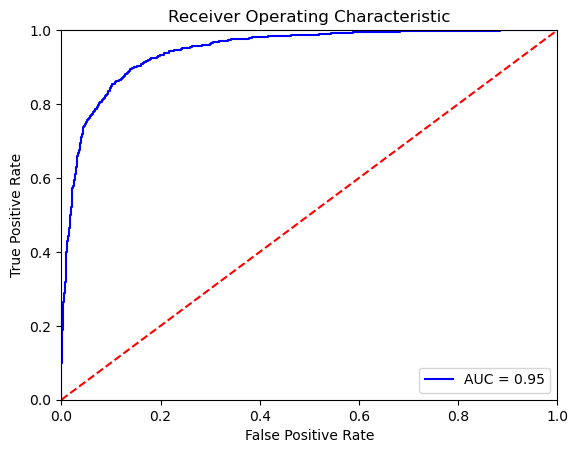 Receiver Operating Characteristic
1.0
0.8
0.6
0.4
0.2
0.0
True Positive Rate
AUC = 0.95
0.0 0.2 0.4 0.6 0.8 1.0
False Positive Rate